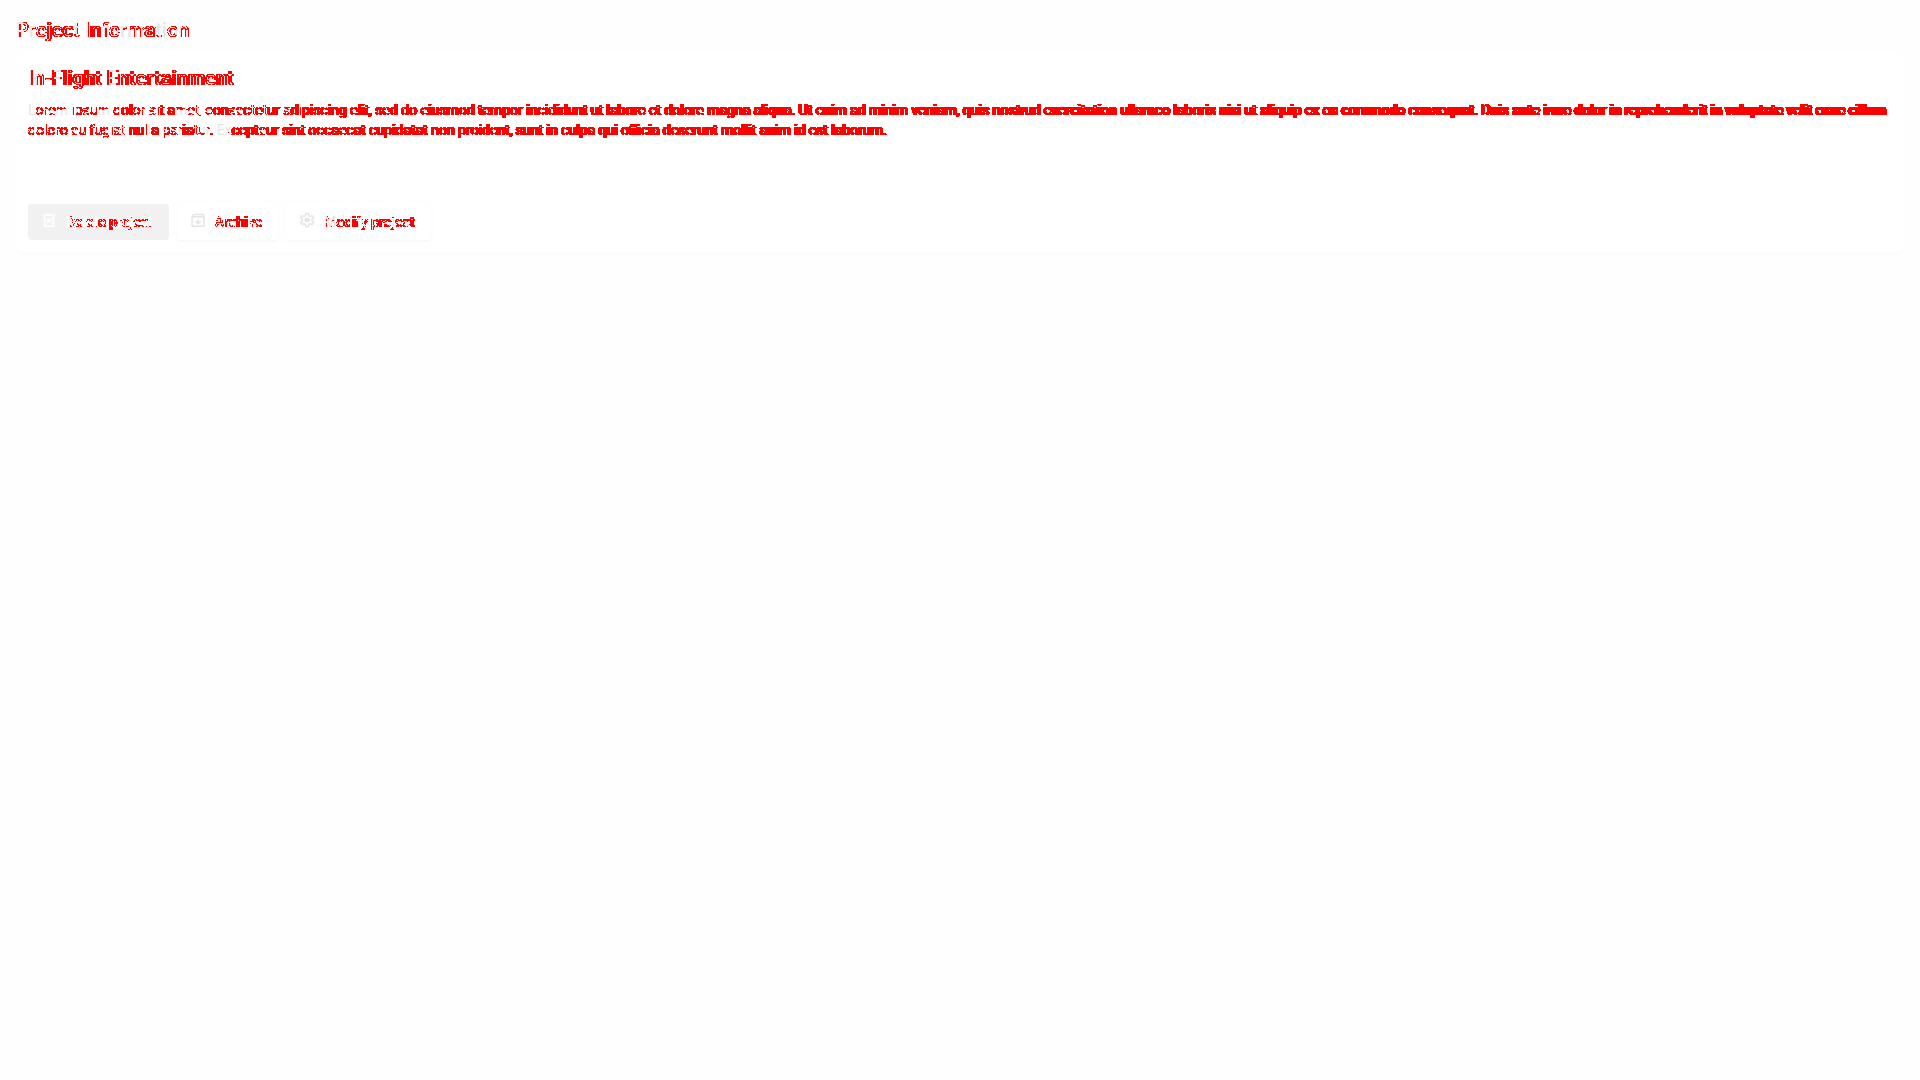 Project Information
In-Flight Entertainment
Lorem ipsum dolor sit amet, consectetur adipiscing elit, sed do eiusmod tempor incididunt ut labore et dolore magna aliqua. Ut enim ad minim veniam, quis nostrud exercitation ullamco laboris nisi ut aliquip ex ea commodo consequat. Duis aute irure dolor in reprehenderit in voluptate velit esse cillum
dolore eu fugiat nulla pariatur. Excepteur sint occaecat cupidatat non proident, sunt in culpa qui officia deserunt mollit anim id est laborum.
Delete project Archive Modify project